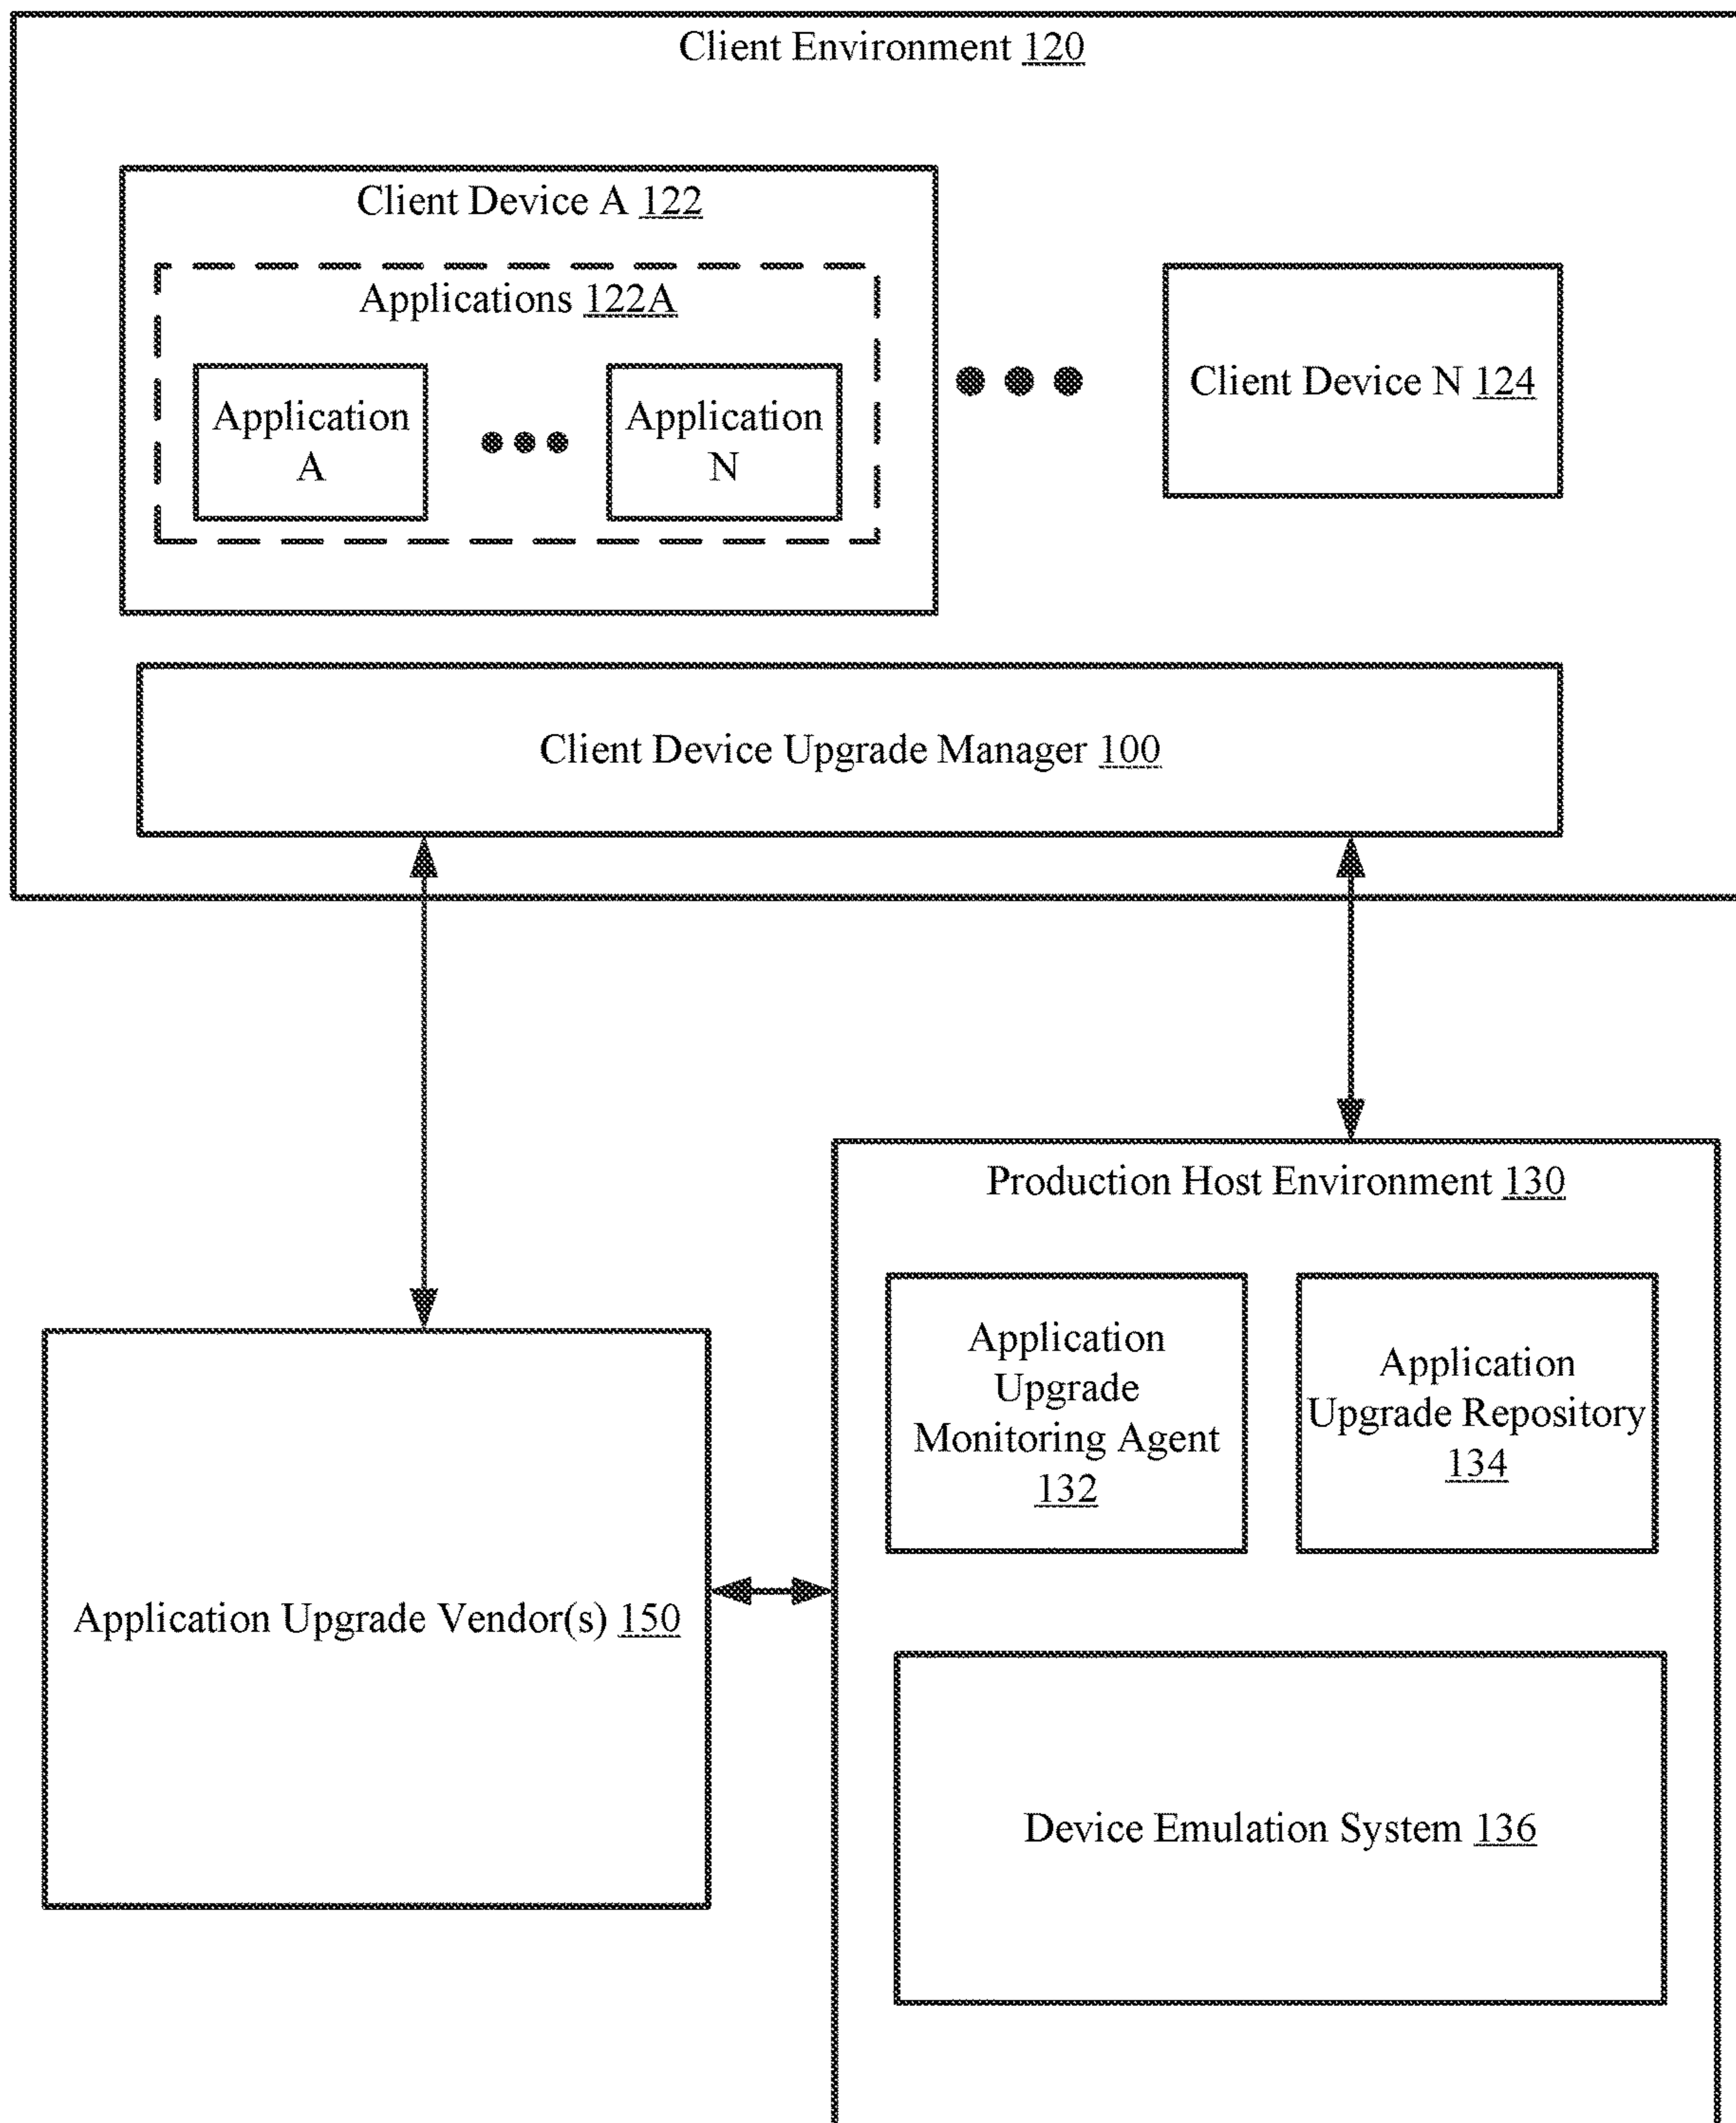 Client Environment 120
Client Device A 122
Applications 122A
Application
A
Application
N
Client Device N 124
Client Device Upgrade Manager 100
Production Host Environment 130
Application
Upgrade
Monitoring Agent
132
Application
Upgrade Repository
134
Application Upgrade Vendor(s) 150
Device Emulation System 136